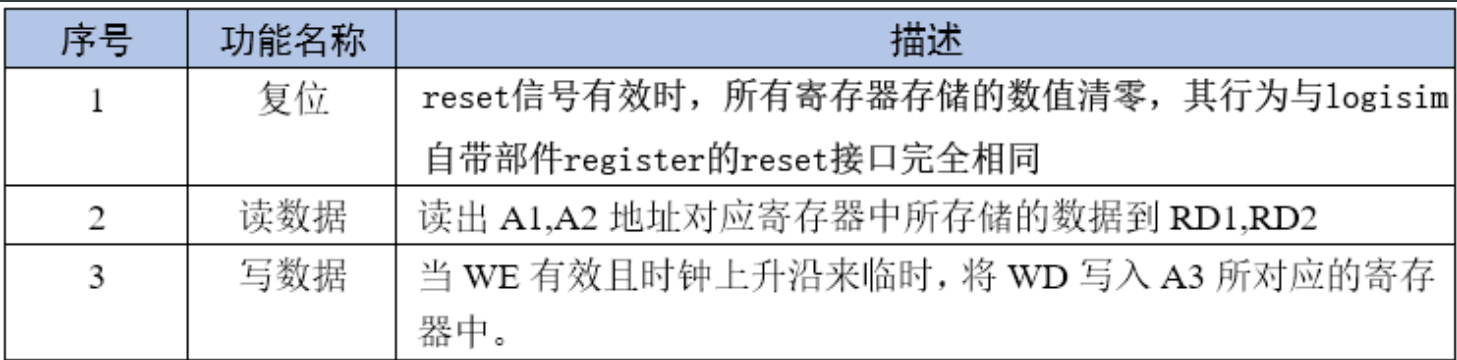 序号 功能名称 描述
1 复位 reset信号有效时，所有寄存器存储的数值清零，其行为与logisim
自带部件register的reset接口完全相同
2 读数据 读出 A1,A2 地址对应寄存器中所存储的数据到 RD1,RD2
3 写数据 当 WE 有效且时钟上升沿来临时，将 WD 写入 A3 所对应的寄存
器中。